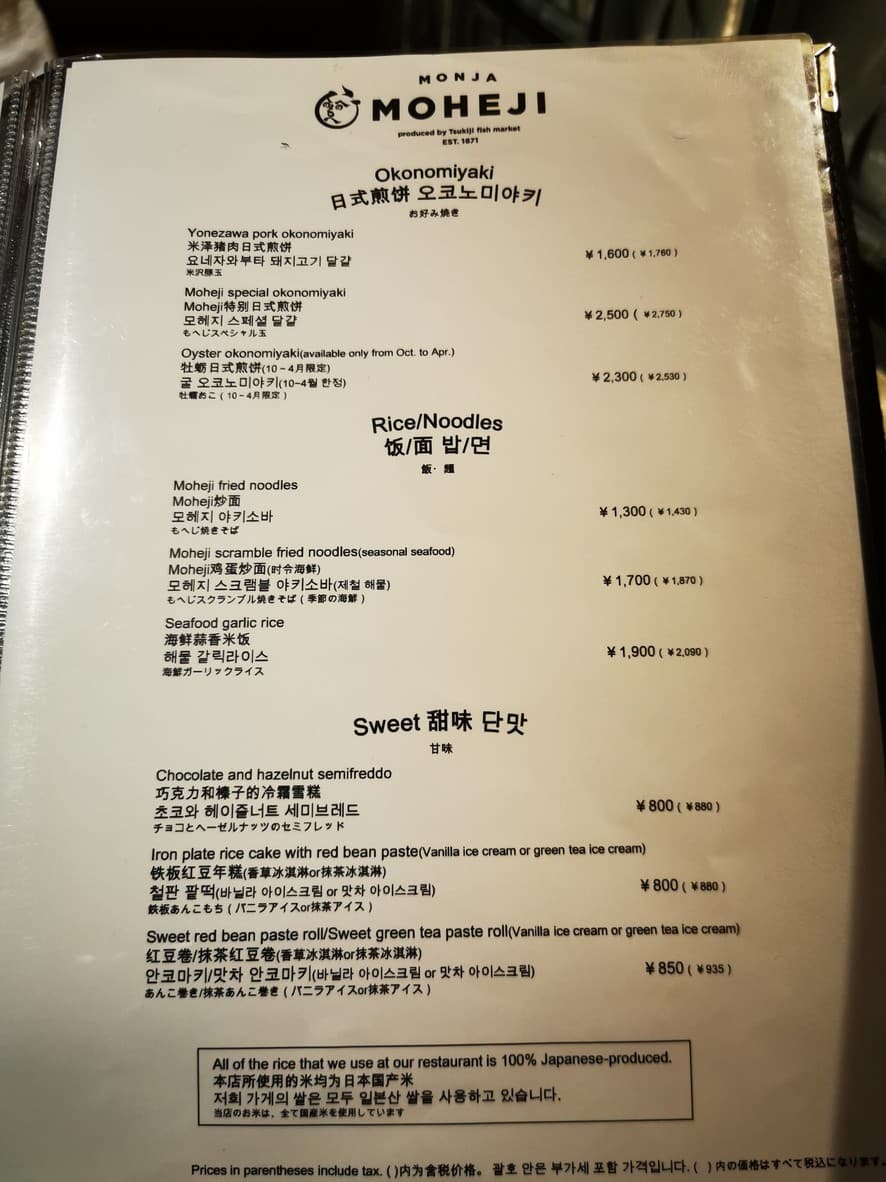 MONJA
MOHEJI
produced by Tsukiji fish market
EST. 1871
Okonomiyaki
日式煎饼 오코노미야키
お好み焼き
Yonezawa pork okonomiyaki
米泽猪肉日式煎饼
요네자와부타 돼지고기 달걀
米沢豚玉
¥1,600 ( ¥1,760 )
Moheji special okonomiyaki
Moheji特别日式煎饼
모헤지 스페셜 달걀
もへじスペシャル玉
¥2,500 ( ¥2,750 )
Oyster okonomiyaki(available only from Oct. to Apr.)
牡蛎日式煎饼(10－4月限定)
굴 오코노미야키(10–4월 한정)
牡蠣おこ ( 10－4月限定 )
¥2,300 ( ¥2,530 )
Rice/Noodles
饭/面 밥/면
飯・麺
Moheji fried noodles
Moheji炒面
모헤지 야키소바
もへじ焼きそば
¥1,300 ( ¥1,430 )
Moheji scramble fried noodles(seasonal seafood)
Moheji鸡蛋炒面(时令海鲜)
모헤지 스크램블 야키소바(제철 해물)
もへじスクランブル焼きそば ( 季節の海鮮 )
¥1,700 ( ¥1,870 )
Seafood garlic rice
海鲜蒜香米饭
해물 갈릭라이스
海鮮ガーリックライス
¥1,900 ( ¥2,090 )
Sweet 甜味 단맛
甘味
Chocolate and hazelnut semifreddo
巧克力和榛子的冷霜雪糕
초코와 헤이즐너트 세미브레드
チョコとヘーゼルナッツのセミフレッド
¥800 ( ¥880 )
Iron plate rice cake with red bean paste(Vanilla ice cream or green tea ice cream)
铁板红豆年糕(香草冰淇淋or抹茶冰淇淋)
철판 팥떡(바닐라 아이스크림 or 맛차 아이스크림)
鉄板あんこもち ( バニラアイスor抹茶アイス )
¥800 ( ¥880 )
Sweet red bean paste roll/Sweet green tea paste roll(Vanilla ice cream or green tea ice cream)
红豆卷/抹茶红豆卷(香草冰淇淋or抹茶冰淇淋)
안코마키/맛차 안코마키(바닐라 아이스크림 or 맛차 아이스크림)
あんこ巻き/抹茶あんこ巻き ( バニラアイスor抹茶アイス )
¥850 ( ¥935 )
All of the rice that we use at our restaurant is 100% Japanese-produced.
本店所使用的米均为日本国产米
저희 가게의 쌀은 모두 일본산 쌀을 사용하고 있습니다.
当店のお米は、全て国産米を使用しています
Prices in parentheses include tax. ( )内为含税价格。 괄호 안은 부가세 포함 가격입니다. ( ) 内の価格はすべて税込になります。